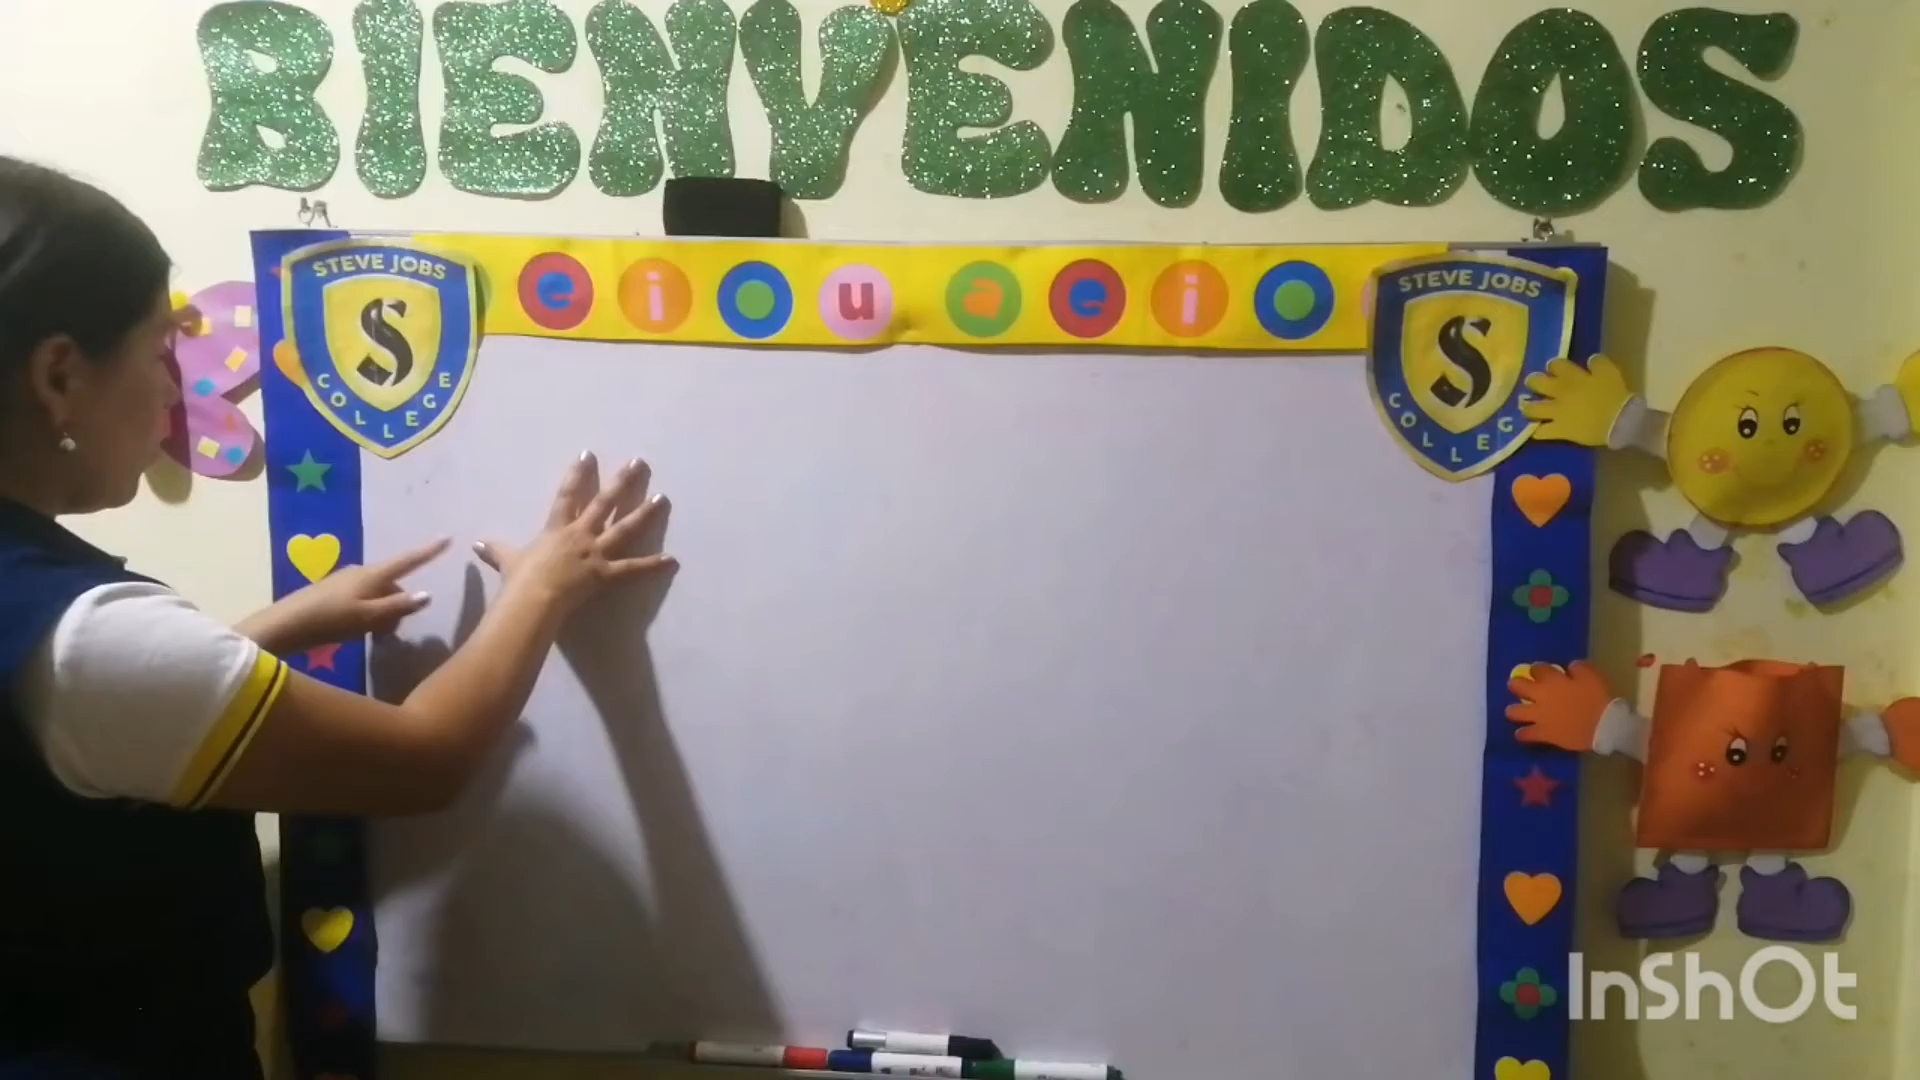 BIENVENIDOS
STEVE JOBS
S
COLLEGE
e i o u a e i o
STEVE JOBS
S
COLLEGE
InShOt